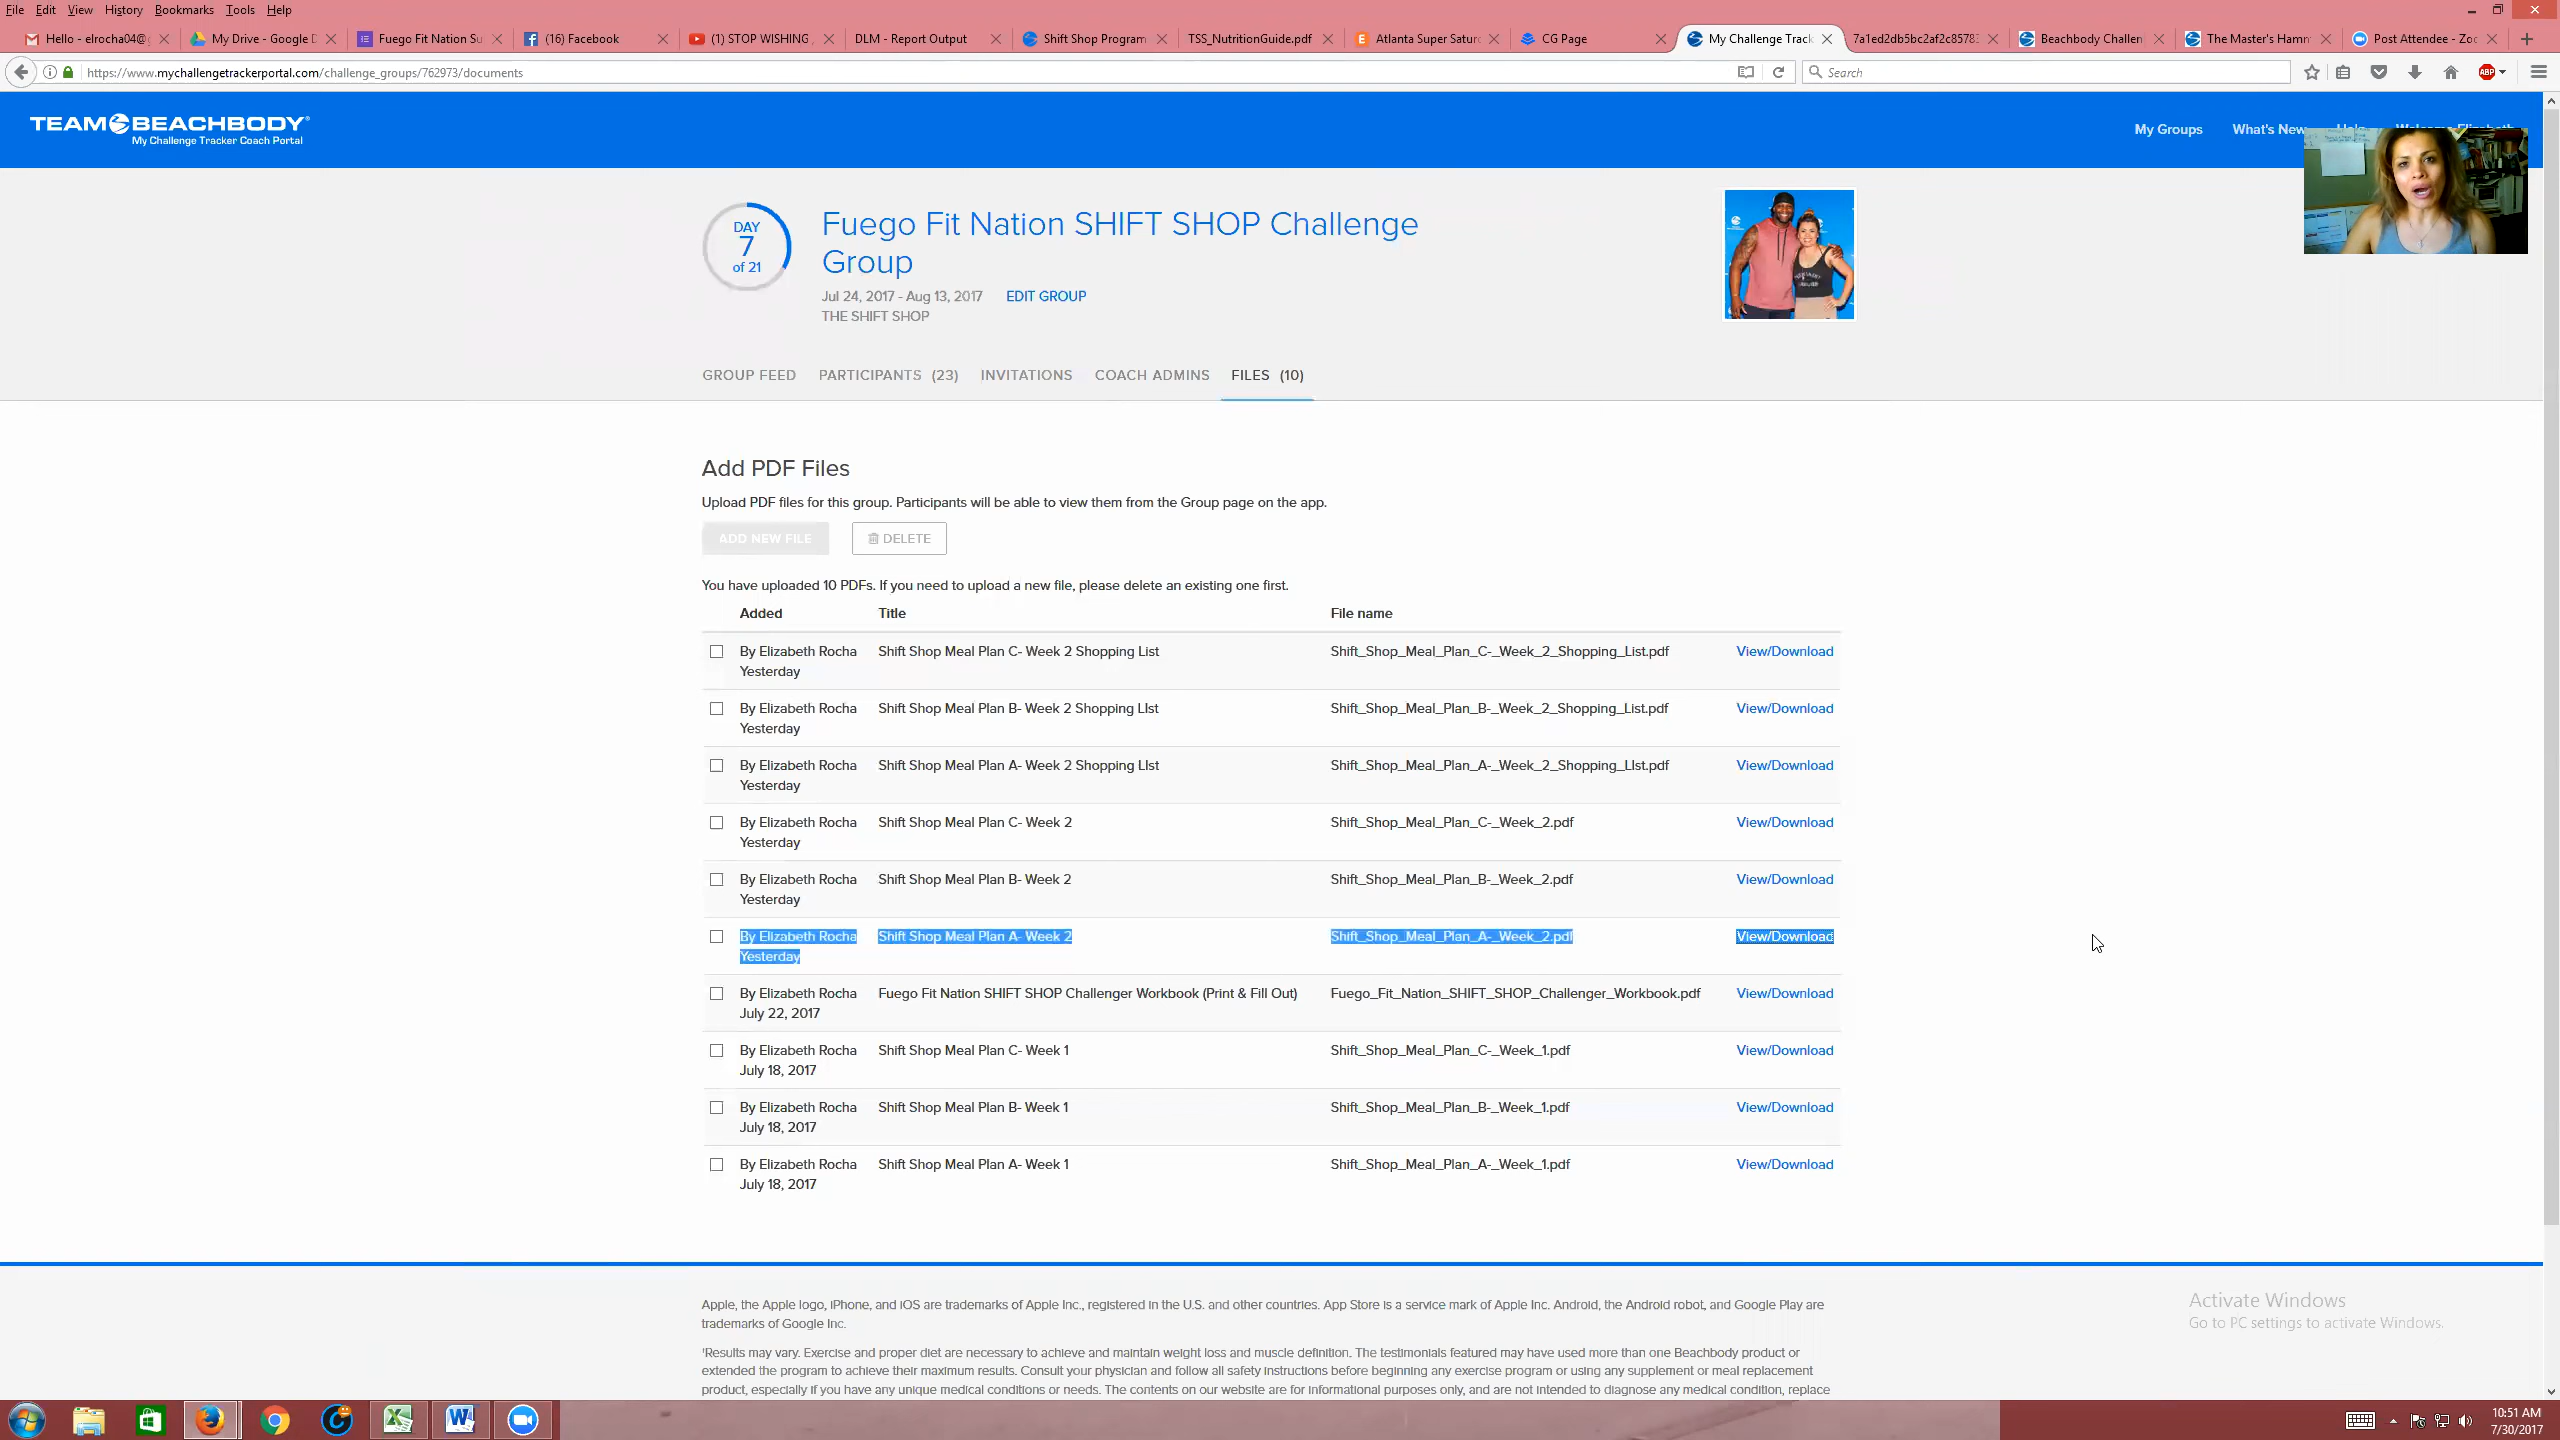 File Edit View History Bookmarks Tools Help
Hello - elrocha04@g My Drive - Google D Fuego Fit Nation Su (16) Facebook (1) STOP WISHING DLM - Report Output Shift Shop Program TSS_NutritionGuide.pdf Atlanta Super Satur CG Page My Challenge Track 7a1ed2db5bc2af2c8578 Beachbody Challen The Master's Hamm Post Attendee - Zo
https://www.mychallengetrackerportal.com/challenge_groups/762973/documents Search ABP
TEAM BEACHBODY
My Challenge Tracker Coach Portal
My Groups What's New
DAY
7
of 21
Fuego Fit Nation SHIFT SHOP Challenge
Group
Jul 24, 2017 - Aug 13, 2017 EDIT GROUP
THE SHIFT SHOP
GROUP FEED PARTICIPANTS (23) INVITATIONS COACH ADMINS FILES (10)
Add PDF Files
Upload PDF files for this group. Participants will be able to view them from the Group page on the app.
ADD NEW FILE DELETE
You have uploaded 10 PDFs. If you need to upload a new file, please delete an existing one first.
Added Title File name
By Elizabeth Rocha Shift Shop Meal Plan C- Week 2 Shopping List Shift_Shop_Meal_Plan_C-_Week_2_Shopping_List.pdf View/Download
Yesterday
By Elizabeth Rocha Shift Shop Meal Plan B- Week 2 Shopping LIst Shift_Shop_Meal_Plan_B-_Week_2_Shopping_List.pdf View/Download
Yesterday
By Elizabeth Rocha Shift Shop Meal Plan A- Week 2 Shopping LIst Shift_Shop_Meal_Plan_A-_Week_2_Shopping_LIst.pdf View/Download
Yesterday
By Elizabeth Rocha Shift Shop Meal Plan C- Week 2 Shift_Shop_Meal_Plan_C-_Week_2.pdf View/Download
Yesterday
By Elizabeth Rocha Shift Shop Meal Plan B- Week 2 Shift_Shop_Meal_Plan_B-_Week_2.pdf View/Download
Yesterday
By Elizabeth Rocha Shift Shop Meal Plan A- Week 2 Shift_Shop_Meal_Plan_A-_Week_2.pdf View/Download
Yesterday
By Elizabeth Rocha Fuego Fit Nation SHIFT SHOP Challenger Workbook (Print & Fill Out) Fuego_Fit_Nation_SHIFT_SHOP_Challenger_Workbook.pdf View/Download
July 22, 2017
By Elizabeth Rocha Shift Shop Meal Plan C- Week 1 Shift_Shop_Meal_Plan_C-_Week_1.pdf View/Download
July 18, 2017
By Elizabeth Rocha Shift Shop Meal Plan B- Week 1 Shift_Shop_Meal_Plan_B-_Week_1.pdf View/Download
July 18, 2017
By Elizabeth Rocha Shift Shop Meal Plan A- Week 1 Shift_Shop_Meal_Plan_A-_Week_1.pdf View/Download
July 18, 2017
Apple, the Apple logo, iPhone, and iOS are trademarks of Apple Inc., registered in the U.S. and other countries. App Store is a service mark of Apple Inc. Android, the Android robot, and Google Play are
trademarks of Google Inc.
†Results may vary. Exercise and proper diet are necessary to achieve and maintain weight loss and muscle definition. The testimonials featured may have used more than one Beachbody product or
extended the program to achieve their maximum results. Consult your physician and follow all safety instructions before beginning any exercise program or using any supplement or meal replacement
product, especially if you have any unique medical conditions or needs. The contents on our website are for informational purposes only, and are not intended to diagnose any medical condition, replace
Activate Windows
Go to PC settings to activate Windows.
10:51 AM
7/30/2017